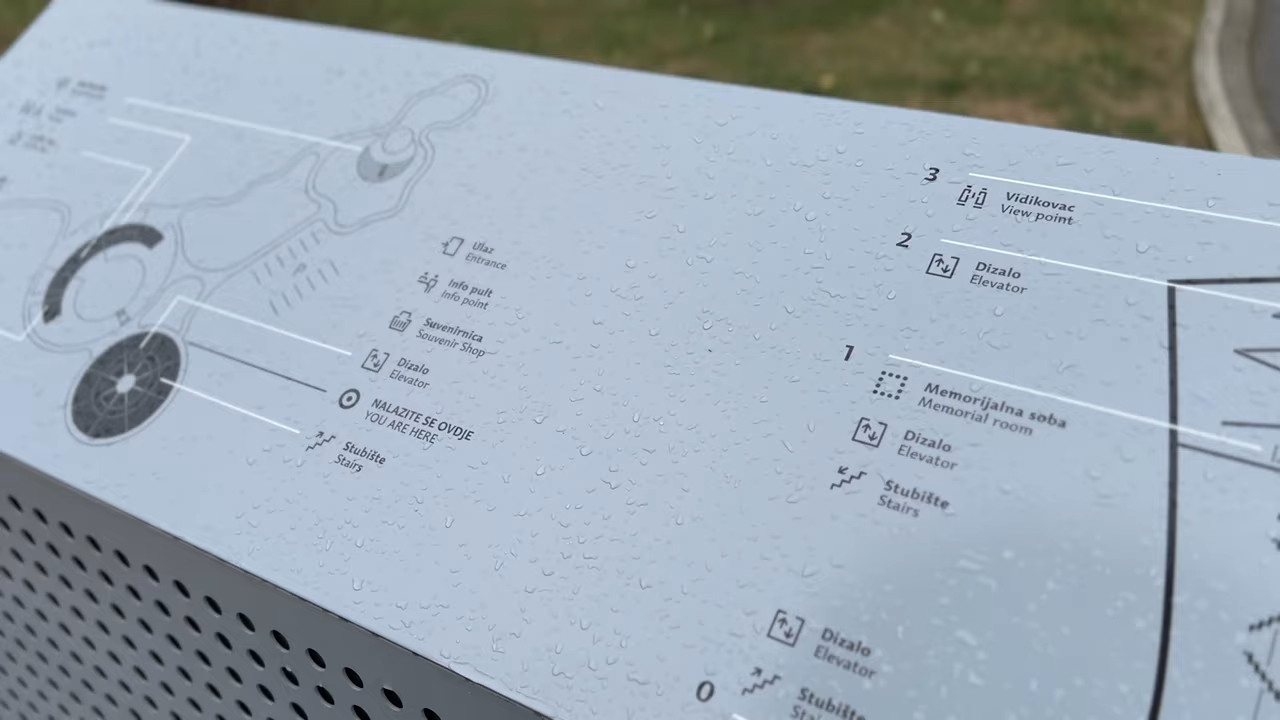 Ulaz
Entrance
Info pult
Info point
Suvenirnica
Souvenir Shop
Dizalo
Elevator
NALAZITE SE OVDJE
YOU ARE HERE
Stubište
Stairs
3
Vidikovac
View point
2
Dizalo
Elevator
1
Memorijalna soba
Memorial room
Dizalo
Elevator
Stubište
Stairs
Dizalo
Elevator
0
Stubište
Stairs